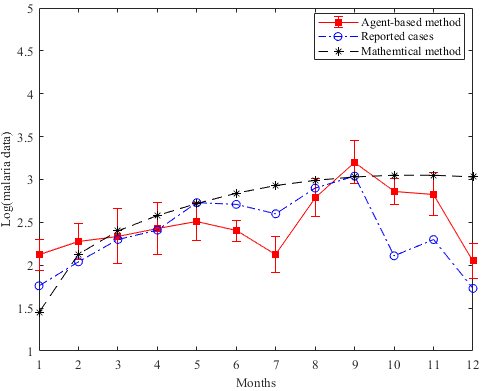 Agent-based method
Reported cases
Mathemtical method
5
4.5
4
3.5
3
2.5
2
1.5
1
Log(malaria data)
1 2 3 4 5 6 7 8 9 10 11 12
Months